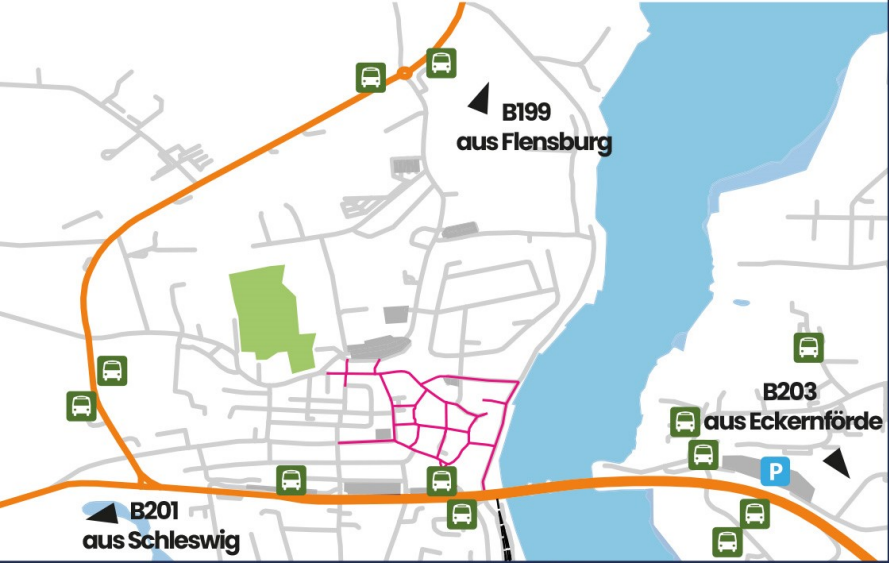 B199
aus Flensburg
B203
aus Eckernförde
P
B201
aus Schleswig